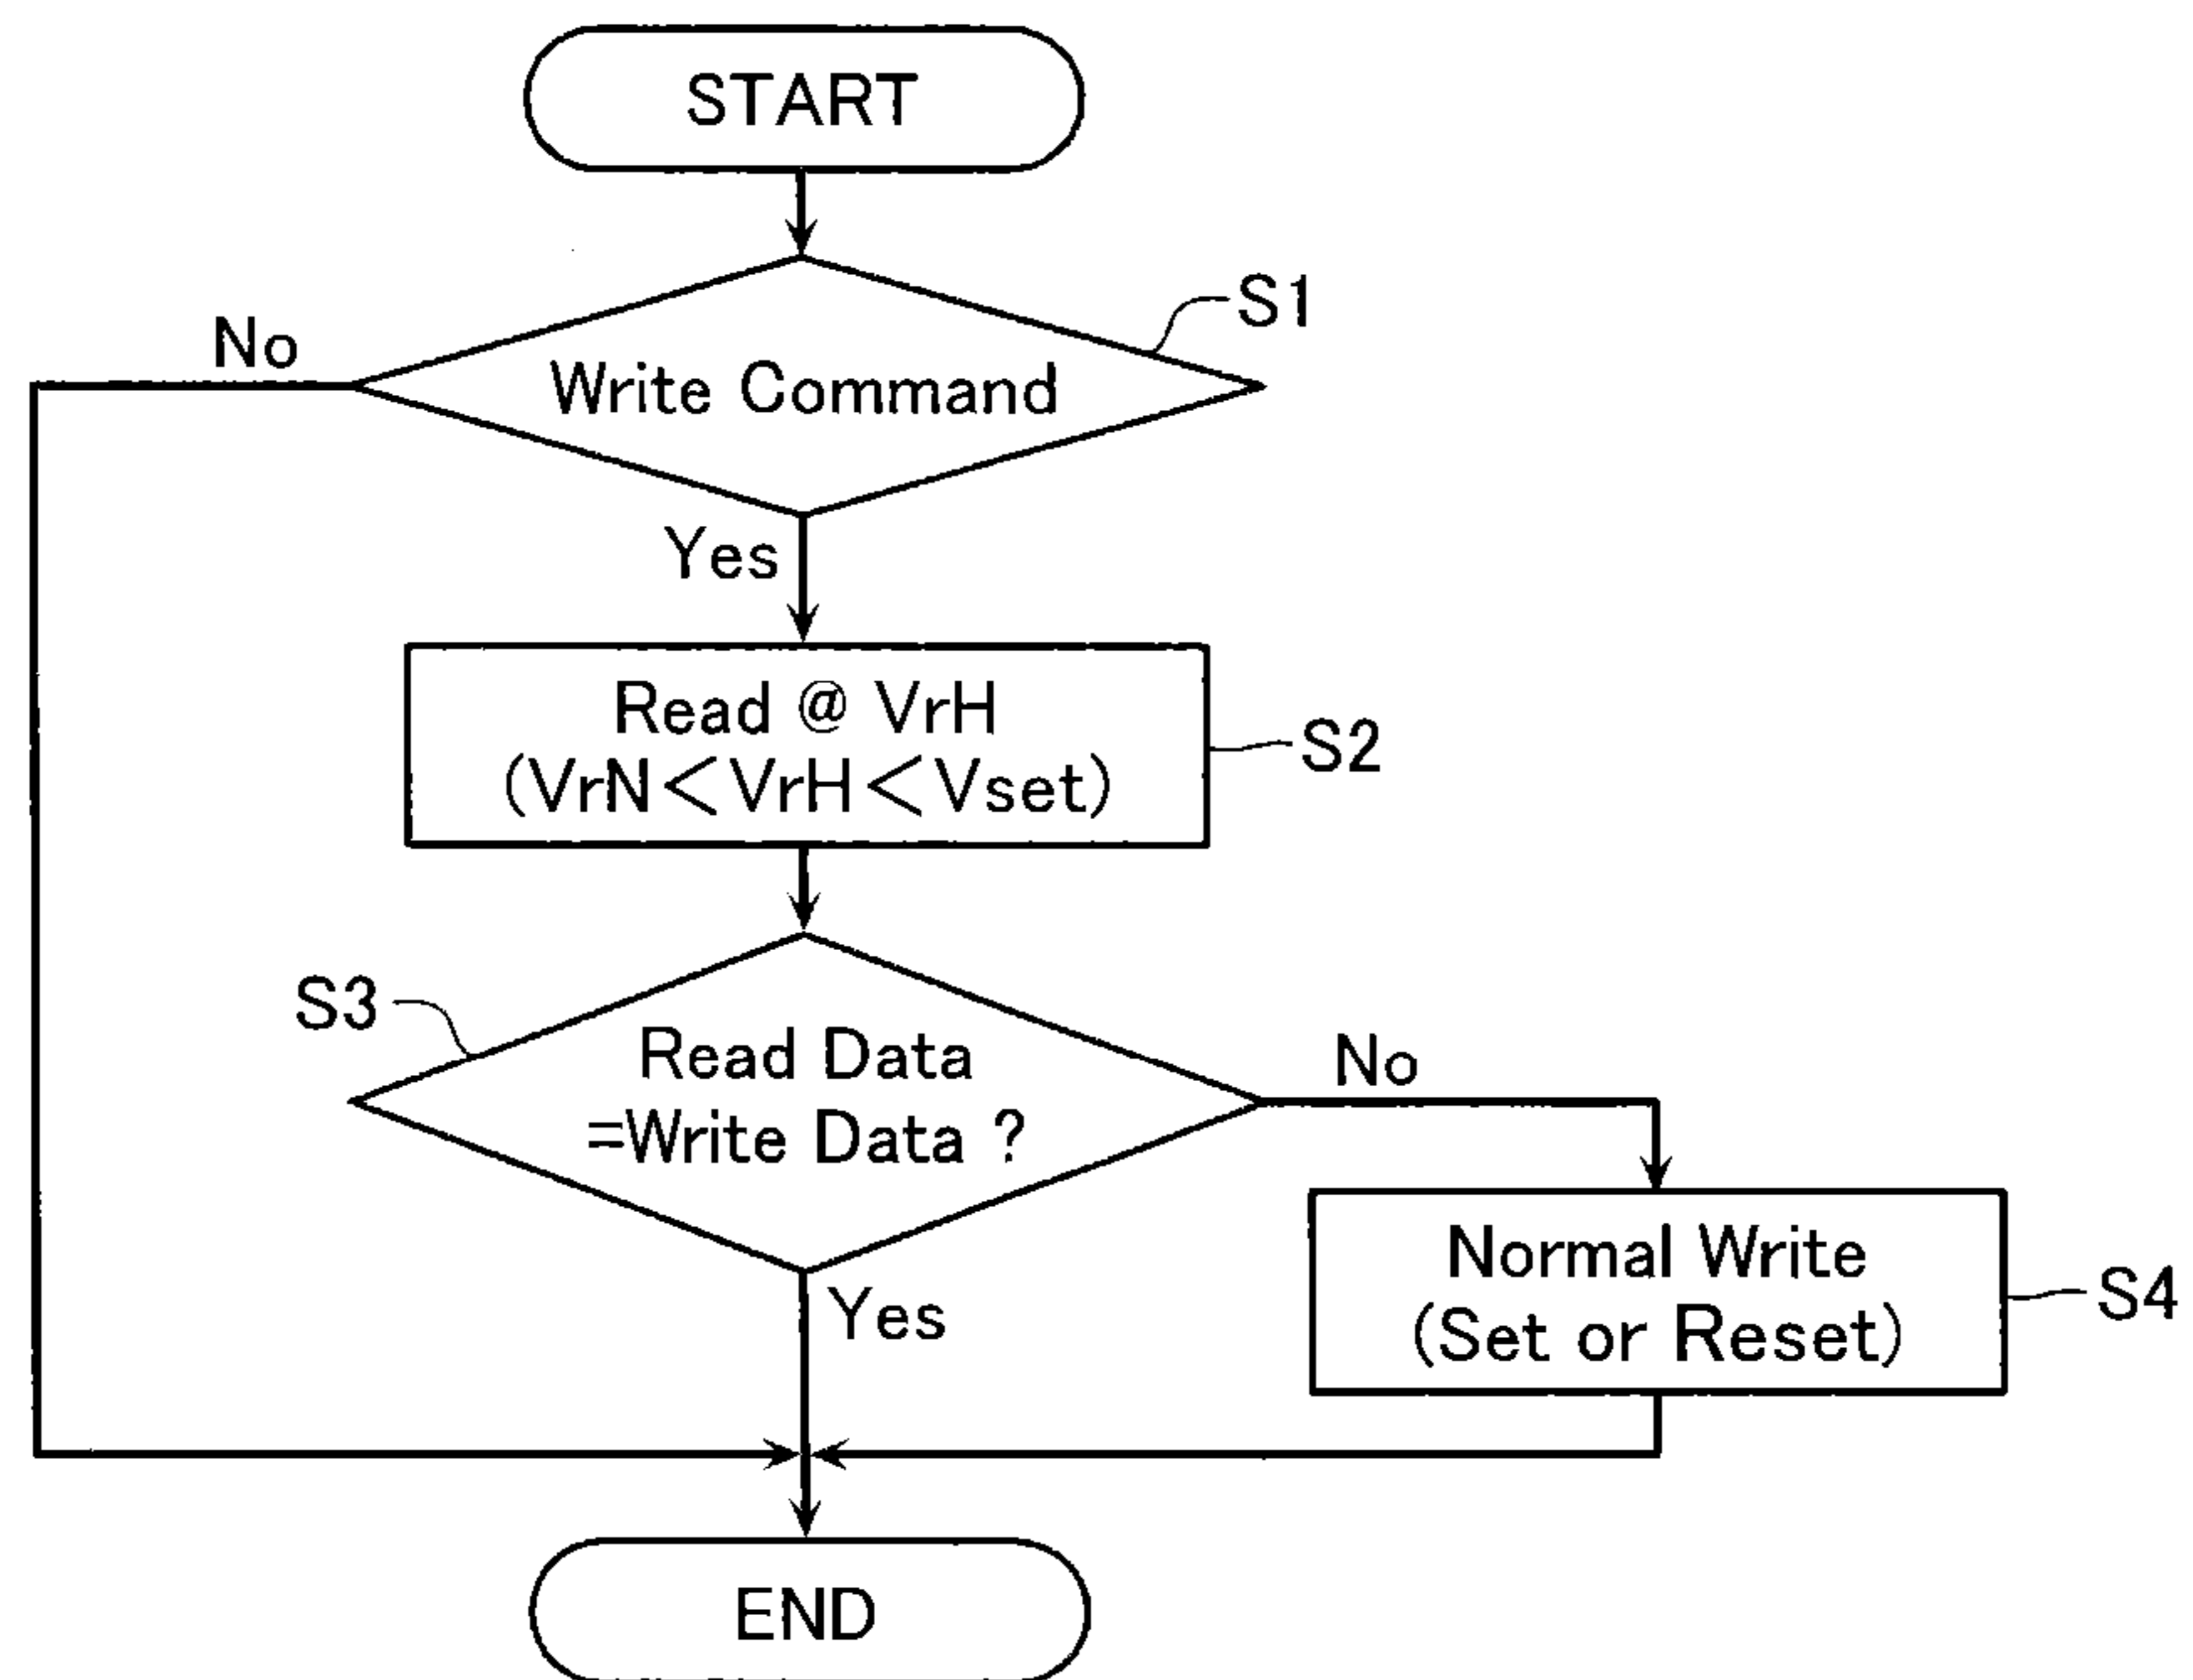 START
S1
No
Write Command
Yes
Read @ VrH
(VrN<VrH<Vset)
S2
S3
Read Data
=Write Data ?
No
Normal Write
(Set or Reset)
S4
Yes
END